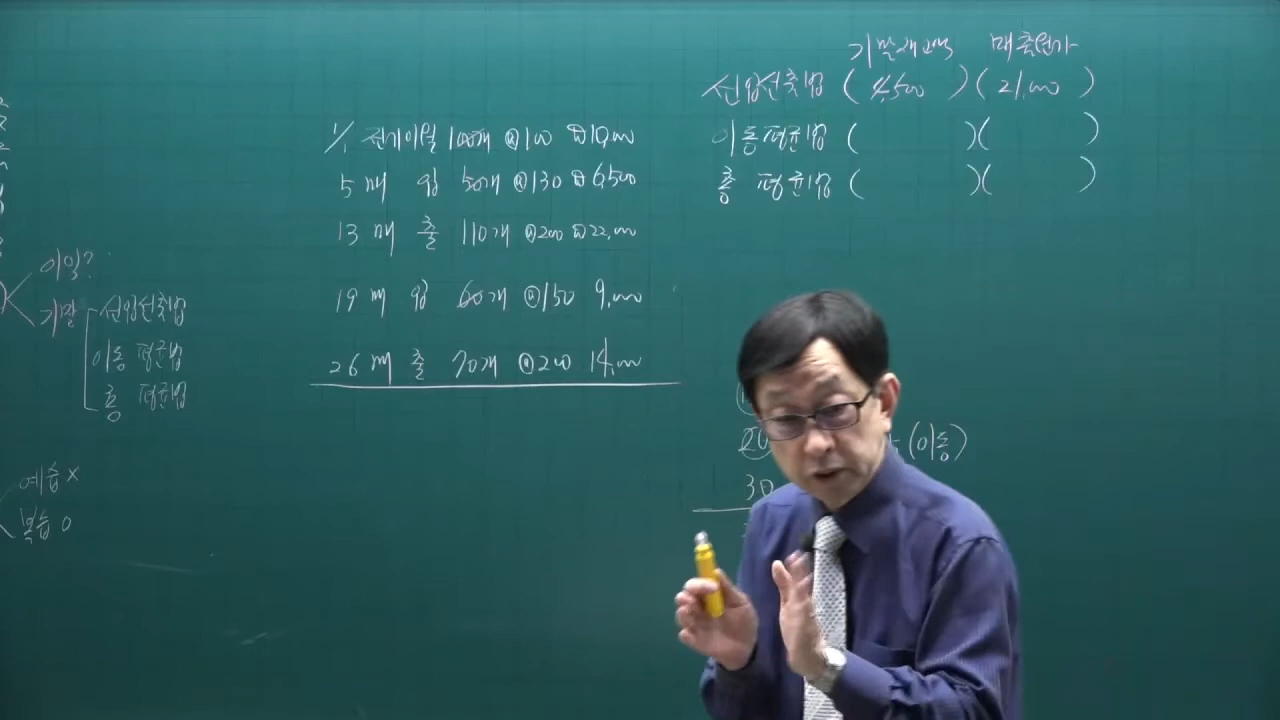 기말재고액 매출원가
선입선출법 ( 4,500 ) ( 21,000 )
이동평균법 ( )( )
총 평균법 ( )( )
1/1 전기이월 100개 @100 ₩10,000
5 매 입 50개 @130 ₩6,500
13 매 출 110개 @200 ₩22,000
19 매 입 60개 @150 9,000
26 매 출 70개 @200 14,000
이익?
기말
선입선출법
이동 평균법
총 평균법
예습 X
복습 O
20
(이동)
30